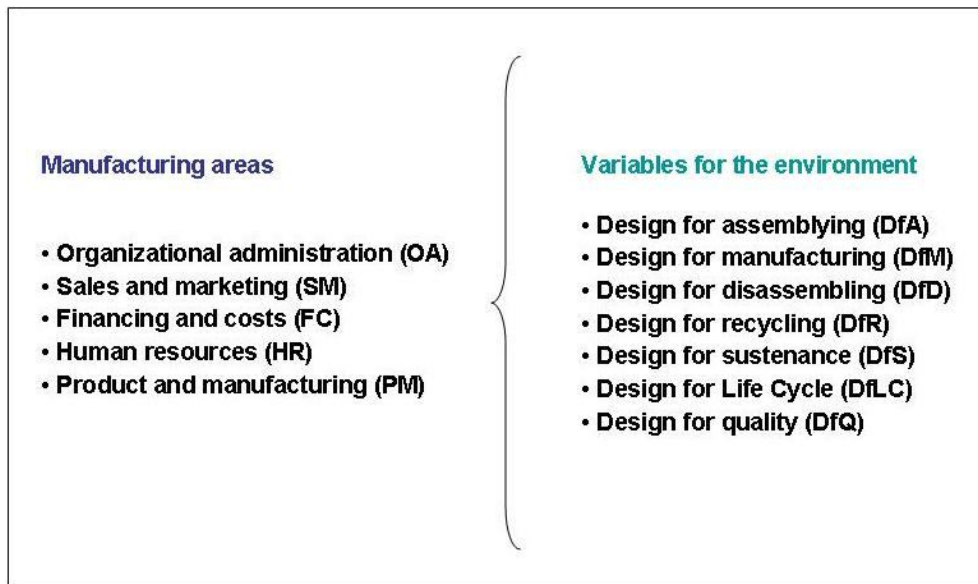 Manufacturing areas
• Organizational administration (OA)
• Sales and marketing (SM)
• Financing and costs (FC)
• Human resources (HR)
• Product and manufacturing (PM)
Variables for the environment
• Design for assemblying (DfA)
• Design for manufacturing (DfM)
• Design for disassembling (DfD)
• Design for recycling (DfR)
• Design for sustenance (DfS)
• Design for Life Cycle (DfLC)
• Design for quality (DfQ)